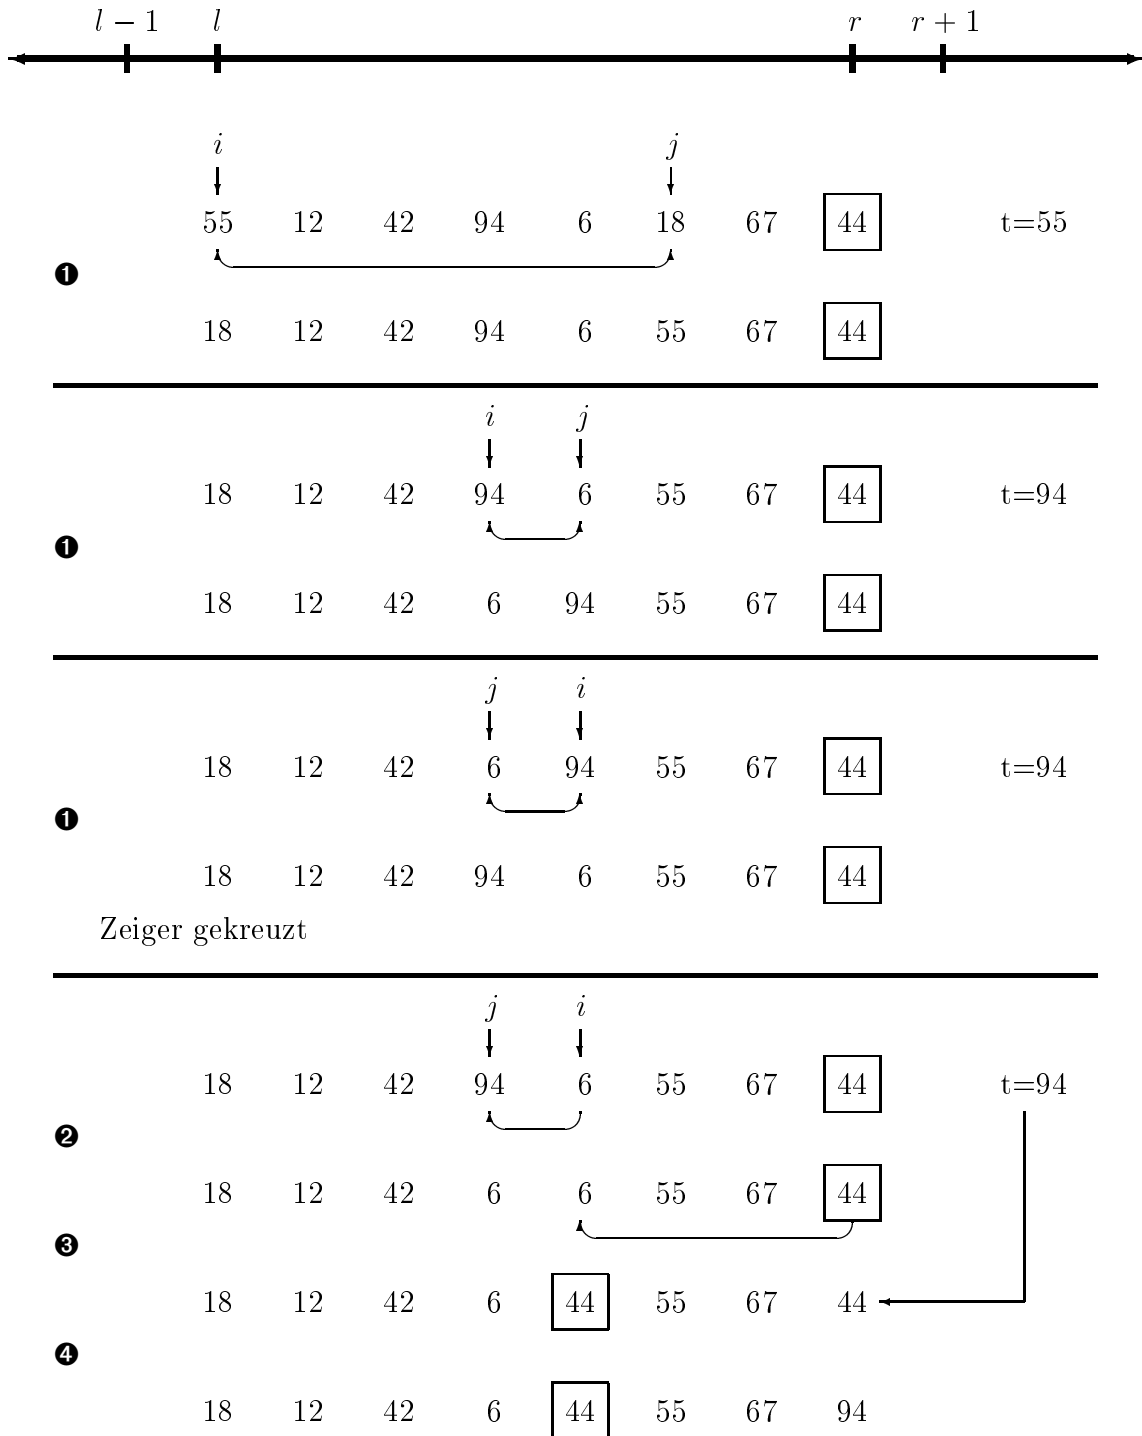 l − 1 l r r + 1
i j
55 12 42 94 6 18 67 44 t=55
❶
18 12 42 94 6 55 67 44
i j
18 12 42 94 6 55 67 44 t=94
❶
18 12 42 6 94 55 67 44
j i
18 12 42 6 94 55 67 44 t=94
❶
18 12 42 94 6 55 67 44
Zeiger gekreuzt
j i
18 12 42 94 6 55 67 44 t=94
❷
18 12 42 6 6 55 67 44
❸
18 12 42 6 44 55 67 44
❹
18 12 42 6 44 55 67 94